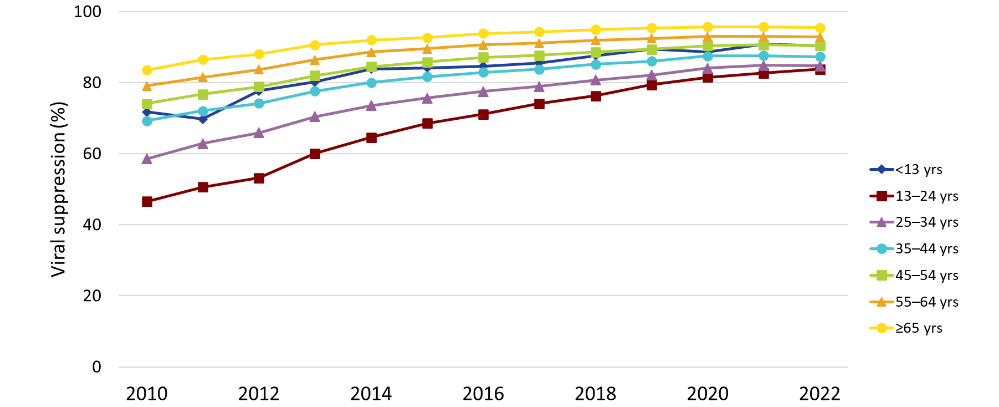 100
80
60
40
20
0
Viral suppression (%)
2010 2012 2014 2016 2018 2020 2022
<13 yrs
13–24 yrs
25–34 yrs
35–44 yrs
45–54 yrs
55–64 yrs
≥65 yrs